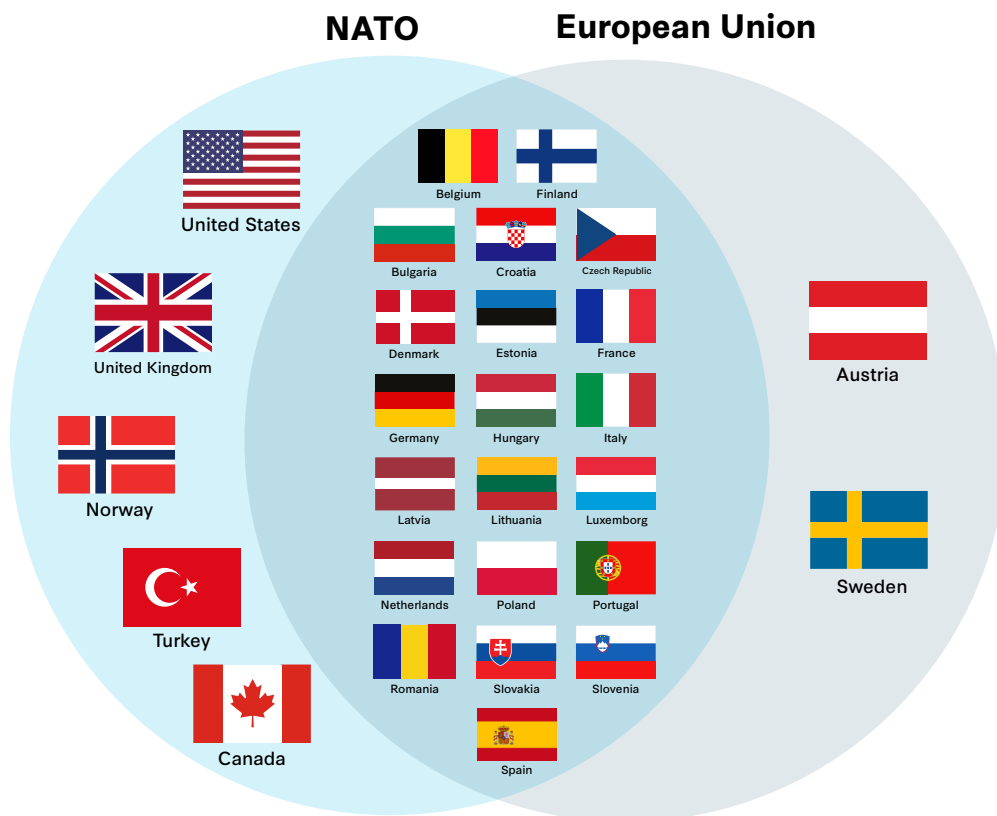 NATO
European Union
United States
United Kingdom
Norway
Turkey
Canada
Belgium
Finland
Bulgaria
Croatia
Czech Republic
Denmark
Estonia
France
Germany
Hungary
Italy
Latvia
Lithuania
Luxemborg
Netherlands
Poland
Portugal
Romania
Slovakia
Slovenia
Spain
Austria
Sweden